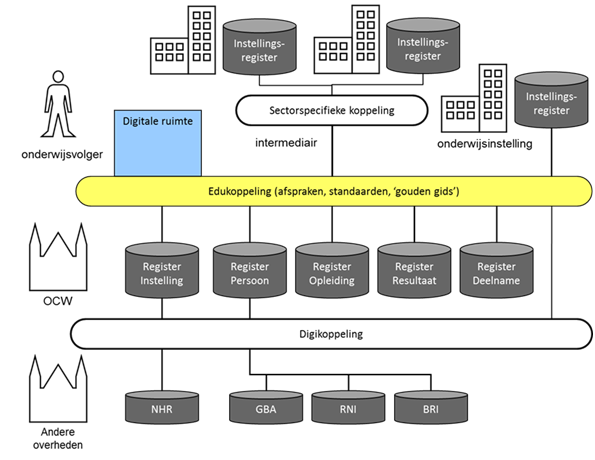 Instellings-
register
Instellings-
register
Sectorspecifieke koppeling
Instellings-
register
Digitale ruimte
intermediair
onderwijsinstelling
onderwijsvolger
Edukoppeling (afspraken, standaarden, ‘gouden gids’)
Register
Instelling
Register
Persoon
Register
Opleiding
Register
Resultaat
Register
Deelname
OCW
Digikoppeling
NHR
GBA
RNI
BRI
Andere
overheden